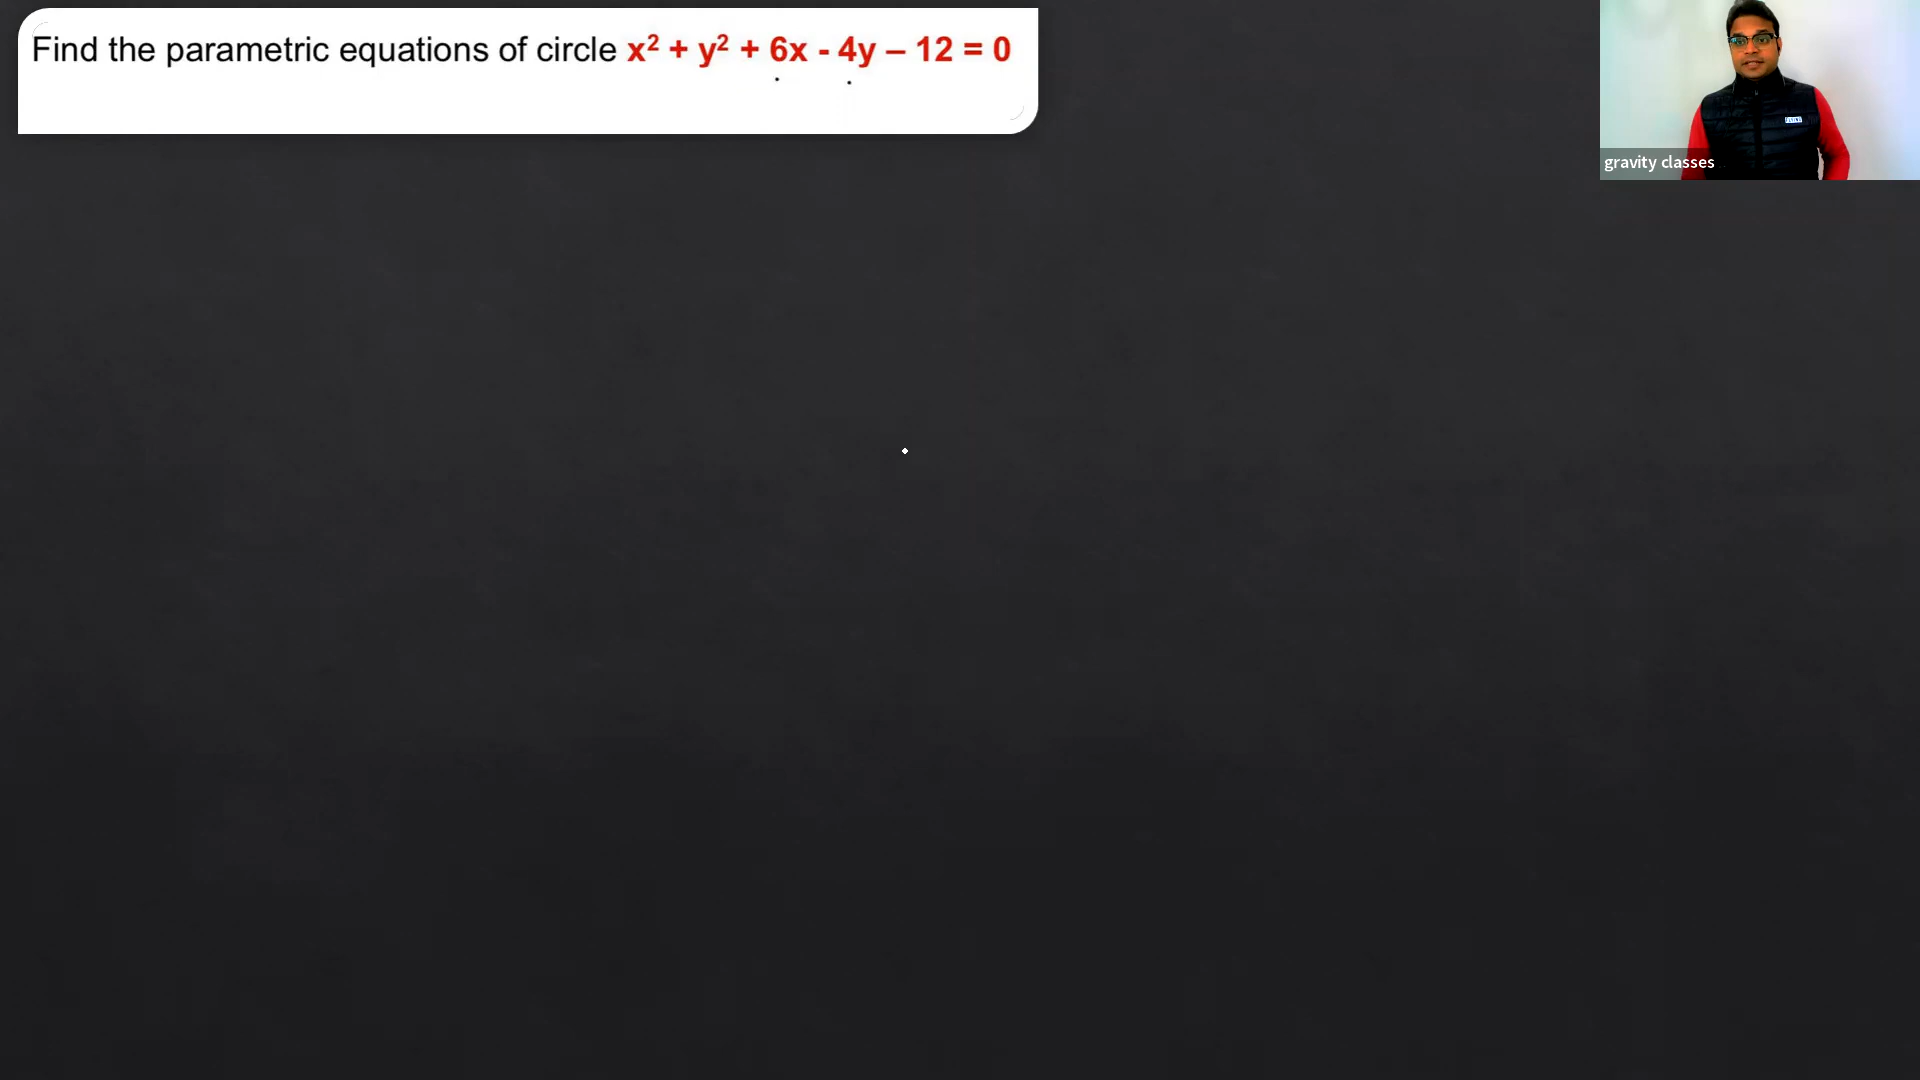 Find the parametric equations of circle x² + y² + 6x - 4y – 12 = 0
gravity classes